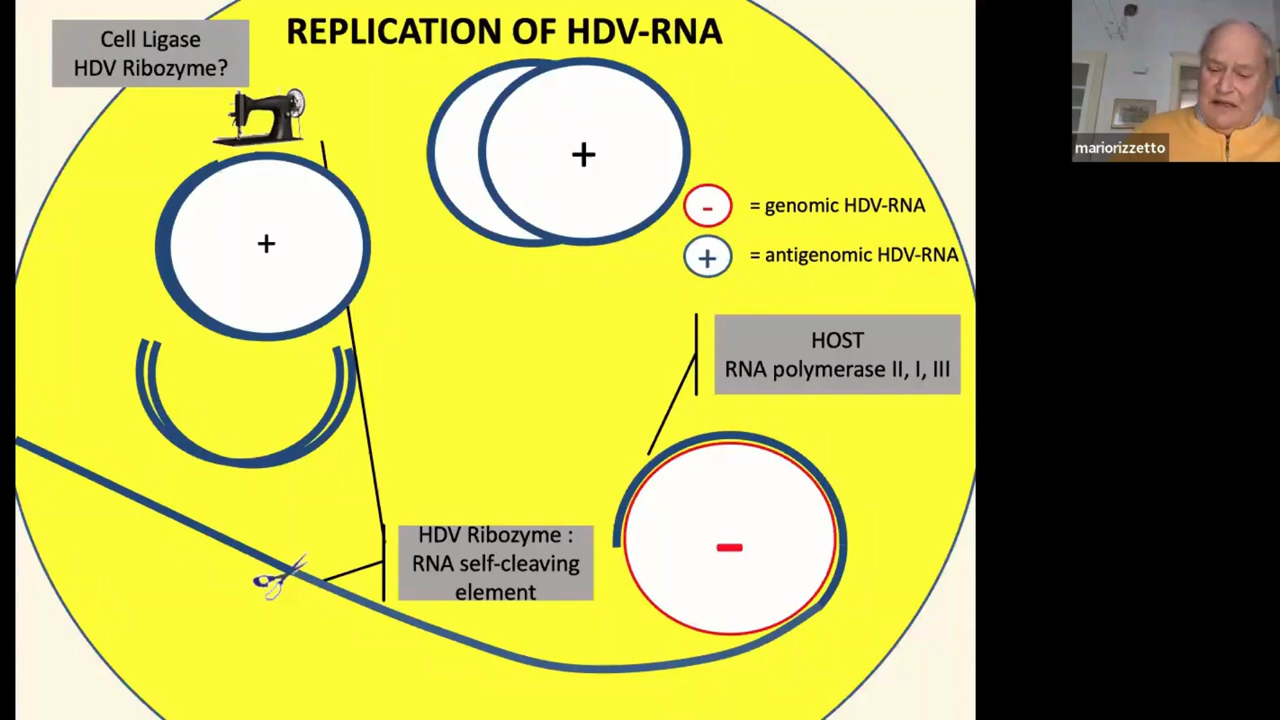 REPLICATION OF HDV-RNA
Cell Ligase
HDV Ribozyme?
mariorizzetto
+
+
- = genomic HDV-RNA
+ = antigenomic HDV-RNA
HOST
RNA polymerase II, I, III
HDV Ribozyme :
RNA self-cleaving
element
-